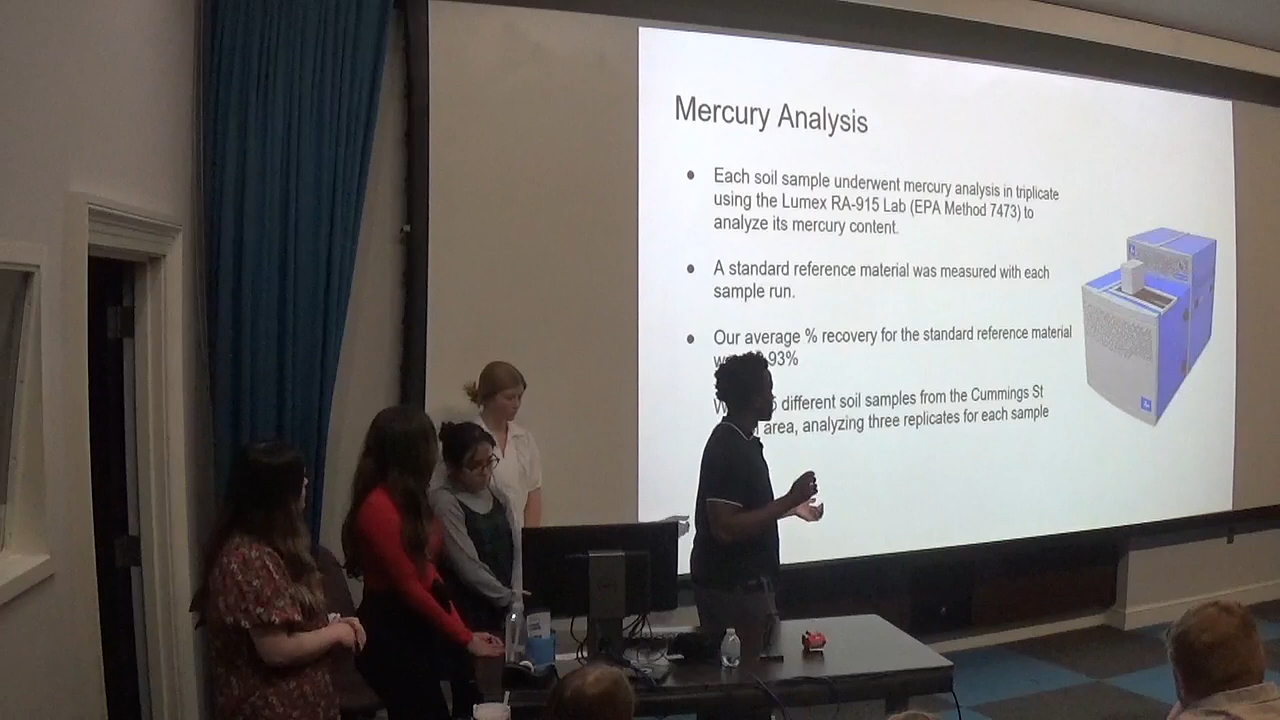 Mercury Analysis
Each soil sample underwent mercury analysis in triplicate
using the Lumex RA-915 Lab (EPA Method 7473) to
analyze its mercury content.
A standard reference material was measured with each
sample run.
Our average % recovery for the standard reference material
93%
different soil samples from the Cummings St
area, analyzing three replicates for each sample